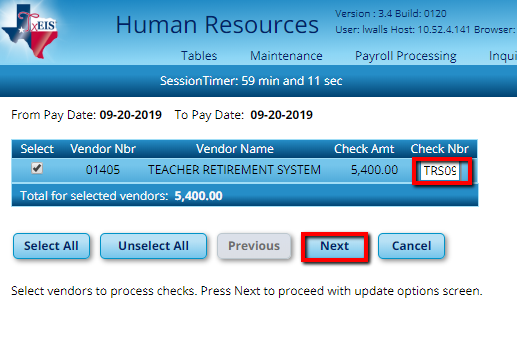 TxEIS
Human Resources
Version : 3.4 Build: 0120
User: lwalls Host: 10.52.4.141 Browser:
Tables Maintenance Payroll Processing Inqui
SessionTimer: 59 min and 11 sec
From Pay Date: 09-20-2019 To Pay Date: 09-20-2019
Select Vendor Nbr Vendor Name Check Amt Check Nbr
01405 TEACHER RETIREMENT SYSTEM 5,400.00 TRS09
Total for selected vendors: 5,400.00
Select All Unselect All Previous Next Cancel
Select vendors to process checks. Press Next to proceed with update options screen.